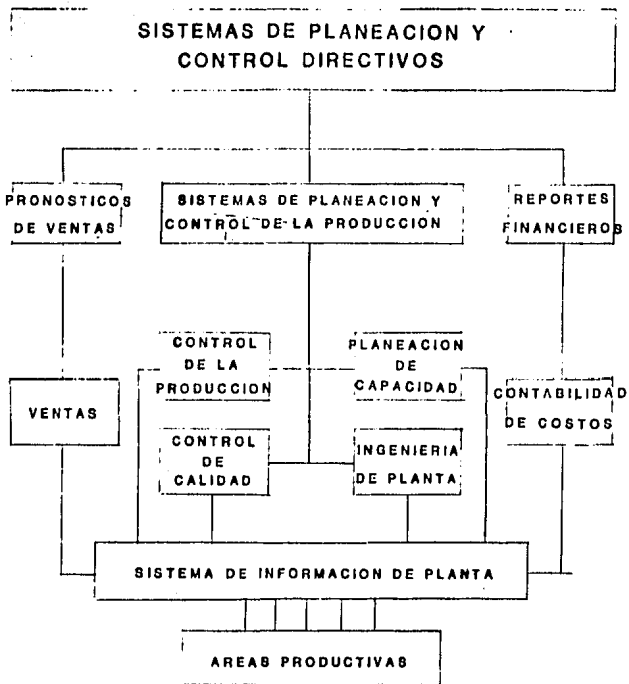 SISTEMAS DE PLANEACION Y
CONTROL DIRECTIVOS
PRONOSTICOS
DE VENTAS
SISTEMAS DE PLANEACION Y
CONTROL DE LA PRODUCCION
REPORTES
FINANCIEROS
CONTROL
DE LA
PRODUCCION
PLANEACION
DE
CAPACIDAD
VENTAS
CONTABILIDAD
DE COSTOS
CONTROL
DE
CALIDAD
INGENIERIA
DE PLANTA
SISTEMA DE INFORMACION DE PLANTA
AREAS PRODUCTIVAS